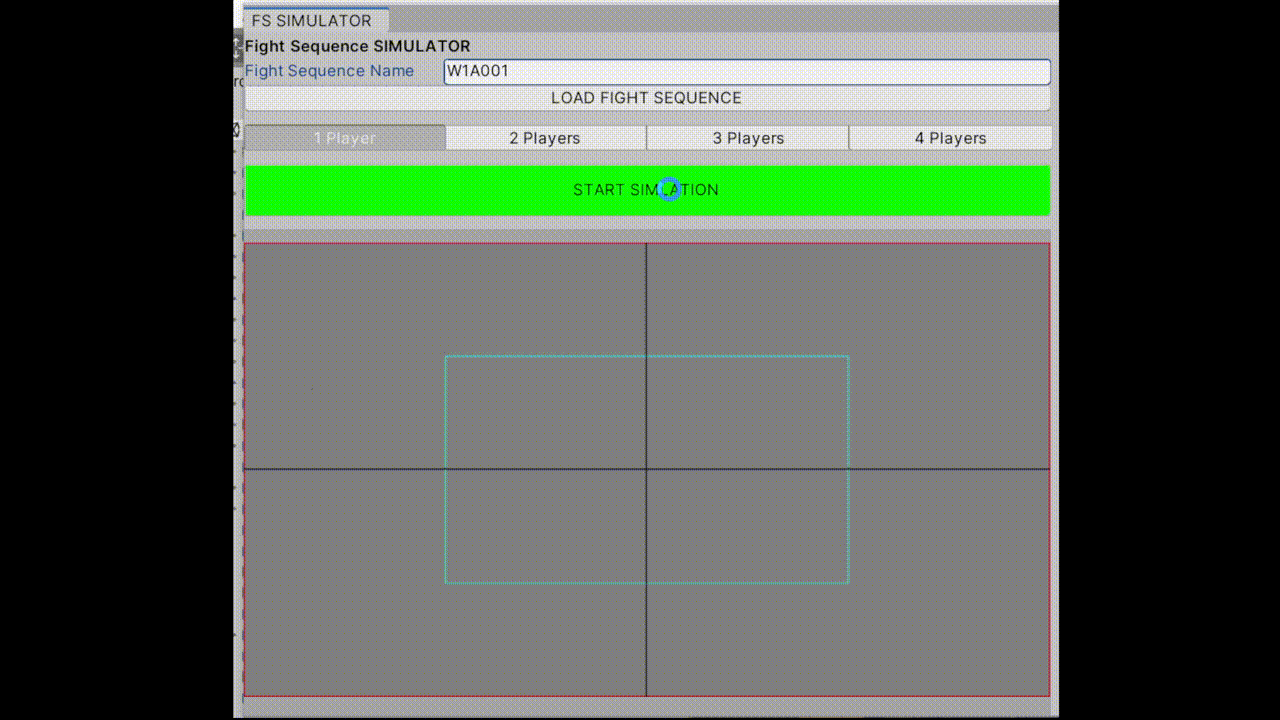 FS SIMULATOR
Fight Sequence SIMULATOR
Fight Sequence Name W1A001
LOAD FIGHT SEQUENCE
1 Player 2 Players 3 Players 4 Players
START SIMLATION